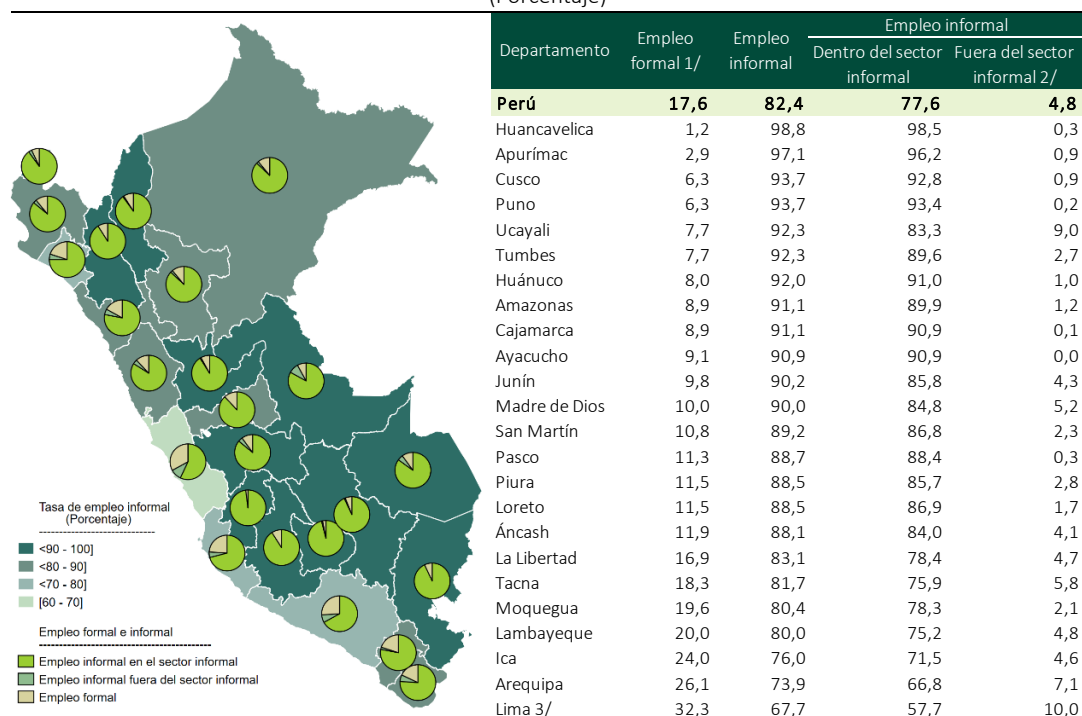 (Porcentaje)
Departamento
Empleo formal 1/
Empleo informal
Empleo informal
Dentro del sector informal
Fuera del sector informal 2/
Perú 17,6 82,4 77,6 4,8
Huancavelica 1,2 98,8 98,5 0,3
Apurímac 2,9 97,1 96,2 0,9
Cusco 6,3 93,7 92,8 0,9
Puno 6,3 93,7 93,4 0,2
Ucayali 7,7 92,3 83,3 9,0
Tumbes 7,7 92,3 89,6 2,7
Huánuco 8,0 92,0 91,0 1,0
Amazonas 8,9 91,1 89,9 1,2
Cajamarca 8,9 91,1 90,9 0,1
Ayacucho 9,1 90,9 90,9 0,0
Junín 9,8 90,2 85,8 4,3
Madre de Dios 10,0 90,0 84,8 5,2
San Martín 10,8 89,2 86,8 2,3
Pasco 11,3 88,7 88,4 0,3
Piura 11,5 88,5 85,7 2,8
Loreto 11,5 88,5 86,9 1,7
Áncash 11,9 88,1 84,0 4,1
La Libertad 16,9 83,1 78,4 4,7
Tacna 18,3 81,7 75,9 5,8
Moquegua 19,6 80,4 78,3 2,1
Lambayeque 20,0 80,0 75,2 4,8
Ica 24,0 76,0 71,5 4,6
Arequipa 26,1 73,9 66,8 7,1
Lima 3/ 32,3 67,7 57,7 10,0
Tasa de empleo informal
(Porcentaje)
<90 - 100]
<80 - 90]
<70 - 80]
[60 - 70]
Empleo formal e informal
Empleo informal en el sector informal
Empleo informal fuera del sector informal
Empleo formal